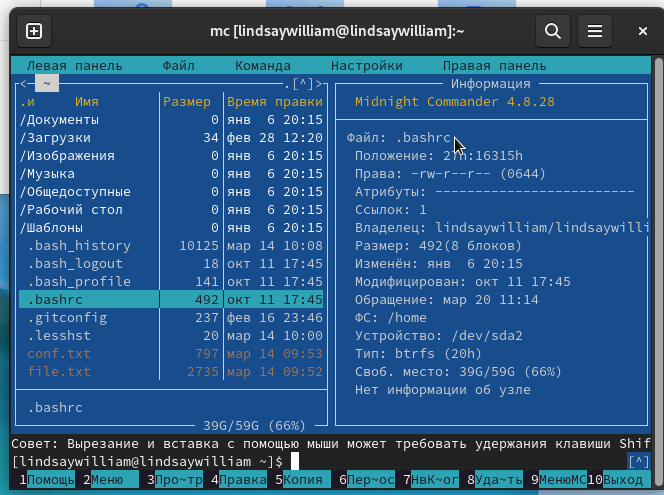 mc [lindsaywilliam@lindsaywilliam]:~
Левая панель Файл Команда Настройки Правая панель
<─ ~ .[^]>
Информация
.и Имя Размер Время правки
/Документы 0 янв 6 20:15
/Загрузки 34 фев 28 12:20
/Изображения 0 янв 6 20:15
/Музыка 0 янв 6 20:15
/Общедоступные 0 янв 6 20:15
/Рабочий стол 0 янв 6 20:15
/Шаблоны 0 янв 6 20:15
.bash_history 10125 мар 14 10:08
.bash_logout 18 окт 11 17:45
.bash_profile 141 окт 11 17:45
.bashrc 492 окт 11 17:45
.gitconfig 237 фев 16 23:46
.lesshst 20 мар 14 10:00
conf.txt 797 мар 14 09:53
file.txt 2735 мар 14 09:52
.bashrc
39G/59G (66%)
Midnight Commander 4.8.28
Файл: .bashrc
Положение: 27h:16315h
Права: -rw-r--r-- (0644)
Атрибуты: -------------------------
Ссылок: 1
Владелец: lindsaywilliam/lindsaywilli
Размер: 492(8 блоков)
Изменён: янв 6 20:15
Модифицирован: окт 11 17:45
Обращение: мар 20 11:14
ФС: /home
Устройство: /dev/sda2
Тип: btrfs (20h)
Своб. место: 39G/59G (66%)
Нет информации об узле
Совет: Вырезание и вставка с помощью мыши может требовать удержания клавиши Shif
[lindsaywilliam@lindsaywilliam ~]$ [^]
1Помощь 2Меню 3Про~тр 4Правка 5Копия 6Пер~ос 7НвК~ог 8Уда~ть 9МенюМС 10Выход